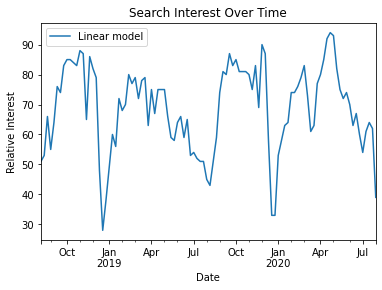 Search Interest Over Time
Linear model
Relative Interest
90
80
70
60
50
40
30
Oct Jan Apr Jul Oct Jan Apr Jul
2019 2020
Date